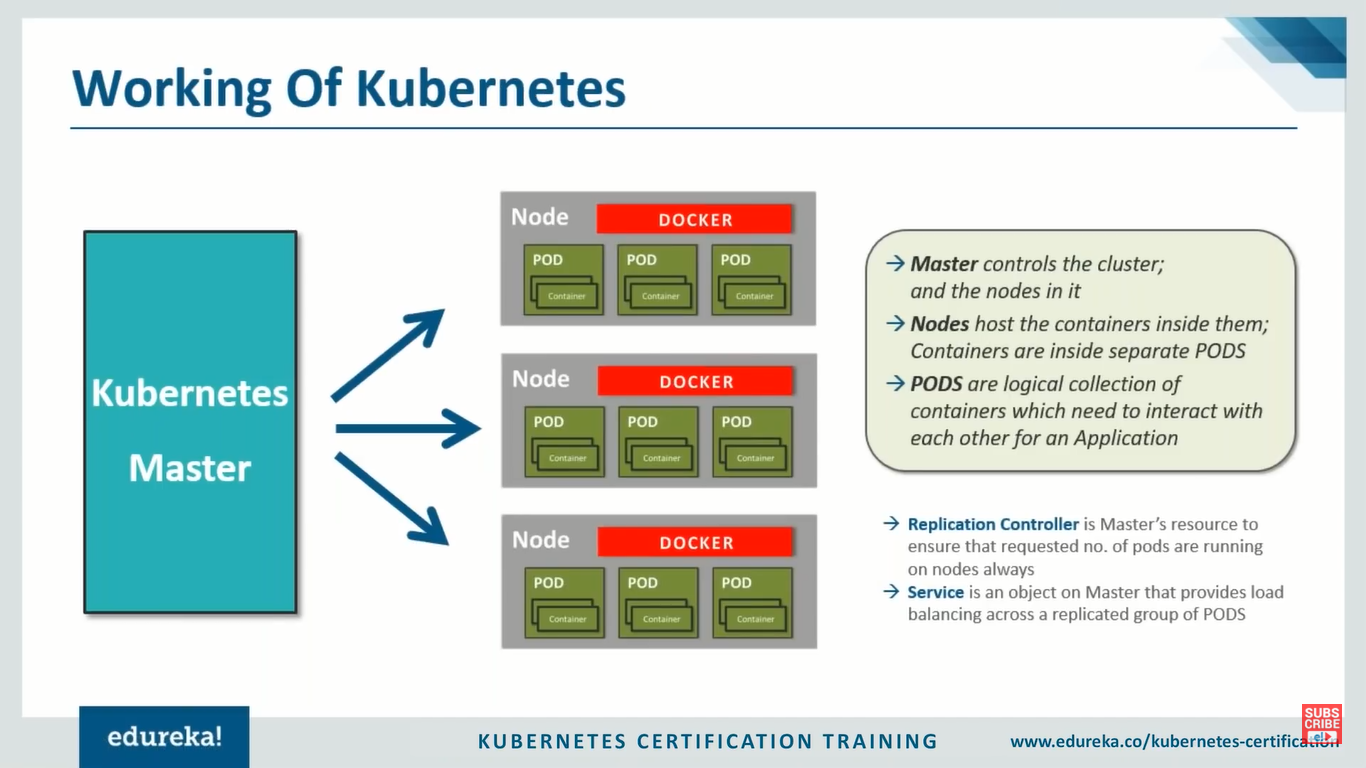 Working Of Kubernetes
Kubernetes
Master
Node
DOCKER
POD
POD
POD
Container
Container
Container
Node
DOCKER
POD
POD
POD
Container
Container
Container
Node
DOCKER
POD
POD
POD
Container
Container
Container
→ Master controls the cluster;
and the nodes in it
→ Nodes host the containers inside them;
Containers are inside separate PODS
→ PODS are logical collection of
containers which need to interact with
each other for an Application
→ Replication Controller is Master's resource to
ensure that requested no. of pods are running
on nodes always
→ Service is an object on Master that provides load
balancing across a replicated group of PODS
edureka!
KUBERNETES CERTIFICATION TRAINING
www.edureka.co/kubernetes-certification
SUBS
CRIBE
e!